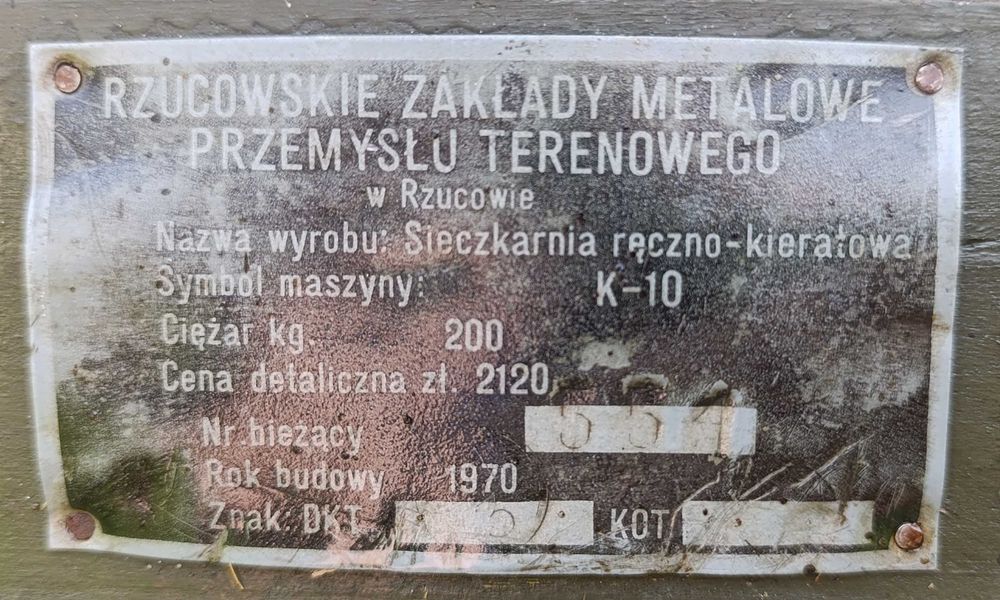 RZUCOWSKIE ZAKŁADY METALOWE
PRZEMYSŁU TERENOWEGO
w Rzucowie
Nazwa wyrobu: Sieczkarnia ręczno-kieratowa
Symbol maszyny: K-10
Ciężar kg. 200
Cena detaliczna zł. 2120
Nr. bieżący
Rok budowy 1970
Znak: DKT KOT